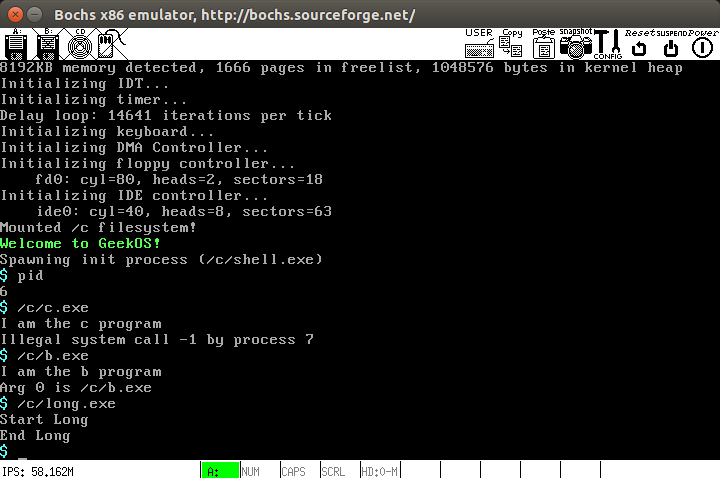 Bochs x86 emulator, http://bochs.sourceforge.net/
A: B: CD USER Copy Paste snapshot CONFIG Reset SUSPEND Power
8192KB memory detected, 1666 pages in freelist, 1048576 bytes in kernel heap
Initializing IDT...
Initializing timer...
Delay loop: 14641 iterations per tick
Initializing keyboard...
Initializing DMA Controller...
Initializing floppy controller...
    fd0: cyl=80, heads=2, sectors=18
Initializing IDE controller...
    ide0: cyl=40, heads=8, sectors=63
Mounted /c filesystem!
Welcome to GeekOS!
Spawning init process (/c/shell.exe)
$ pid
6
$ /c/c.exe
I am the c program
Illegal system call -1 by process 7
$ /c/b.exe
I am the b program
Arg 0 is /c/b.exe
$ /c/long.exe
Start Long
End Long
$ _
IPS: 58.162M A: NUM CAPS SCRL HD:0-M